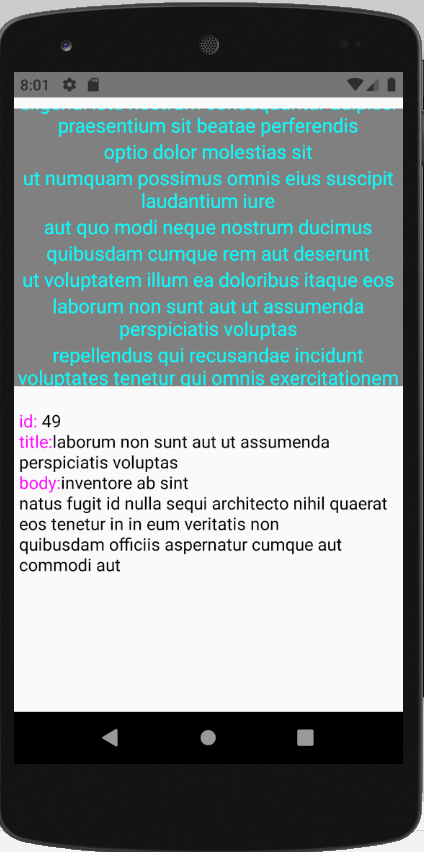 8:01
praesentium sit beatae perferendis
optio dolor molestias sit
ut numquam possimus omnis eius suscipit
laudantium iure
aut quo modi neque nostrum ducimus
quibusdam cumque rem aut deserunt
ut voluptatem illum ea doloribus itaque eos
laborum non sunt aut ut assumenda
perspiciatis voluptas
repellendus qui recusandae incidunt
voluptates tenetur qui omnis exercitationem
id: 49
title:laborum non sunt aut ut assumenda
perspiciatis voluptas
body:inventore ab sint
natus fugit id nulla sequi architecto nihil quaerat
eos tenetur in in eum veritatis non
quibusdam officiis aspernatur cumque aut
commodi aut